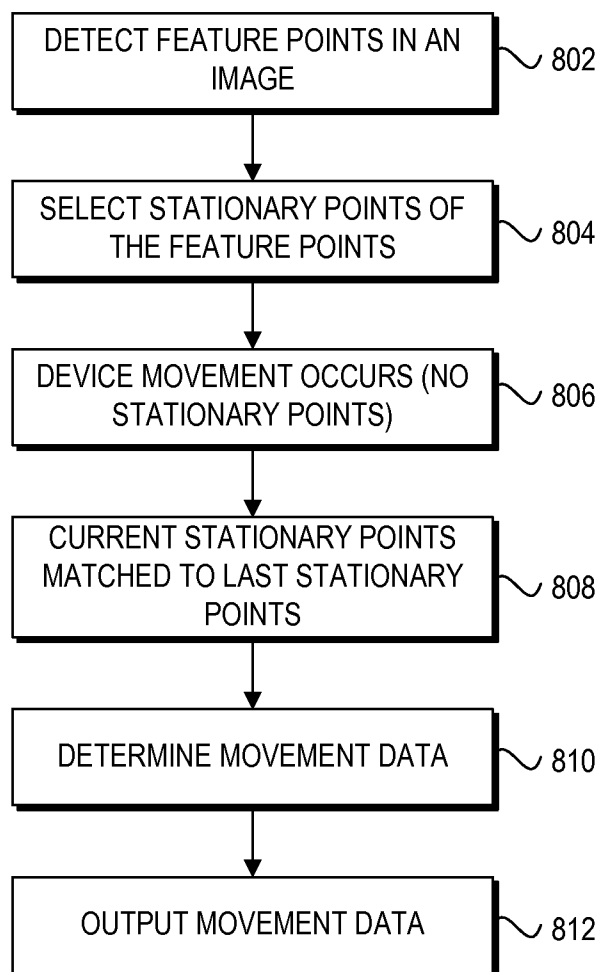 DETECT FEATURE POINTS IN AN
IMAGE
802
SELECT STATIONARY POINTS OF
THE FEATURE POINTS
804
DEVICE MOVEMENT OCCURS (NO
STATIONARY POINTS)
806
CURRENT STATIONARY POINTS
MATCHED TO LAST STATIONARY
POINTS
808
DETERMINE MOVEMENT DATA
810
OUTPUT MOVEMENT DATA
812